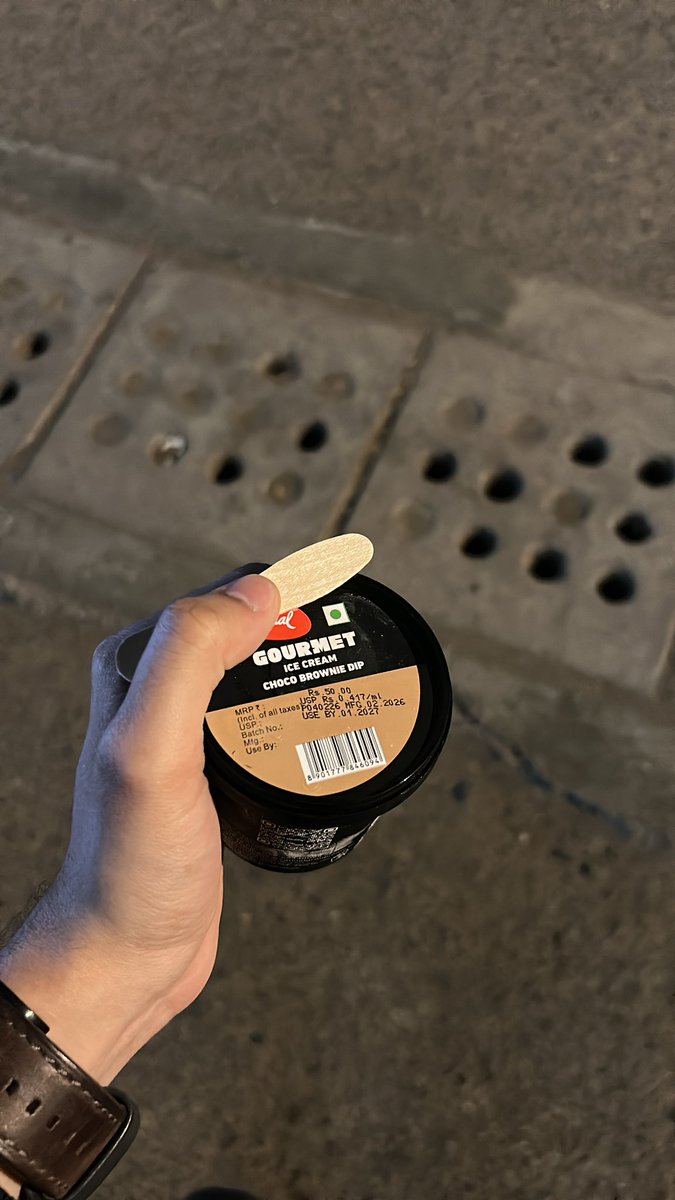 GOURMET
ICE CREAM
CHOCO BROWNIE DIP
Rs.50.00
MRP ₹ : USP Rs 0.417/ml
(Incl. of all taxes P040226 MFG.02.2026
USP.: USE BY.01.2027
Batch No.:
Mfg.:
Use By:
8901777846094